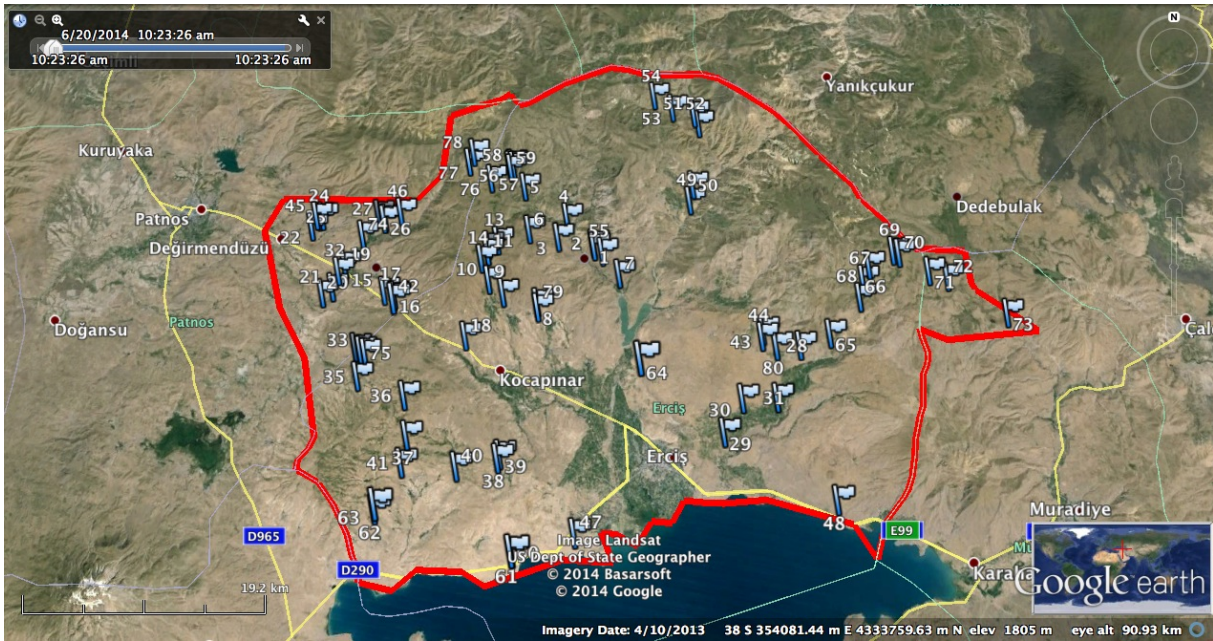 6/20/2014 10:23:26 am
10:23:26 am 10:23:26 am
N
54
Yanıkçukur
51 52
53
Kuruyaka
78
58 59
77
76 56 57 5
49 50
24
45
46
27
4
Patnos
Dedebulak
22
74 26
13
6
Değirmendüzü
14 11
3 2
55
69
70
32 19
10
9
1
7
67
72
21 20 15 17
42
68
66
71
16
79
8
Doğansu
Patnos
18
44
73
Çal
33
75
43
28
65
80
35
64
Kocapınar
36
Erciş
31
30
29
41 37
40
39
38
Erciş
63
62
47
48
Muradiye
D965
E99
Image Landsat
US Dept of State Geographer
© 2014 Basarsoft
© 2014 Google
D290
61
Karaha
19.2 km
Google earth
Imagery Date: 4/10/2013 38 S 354081.44 m E 4333759.63 m N elev 1805 m eye alt 90.93 km